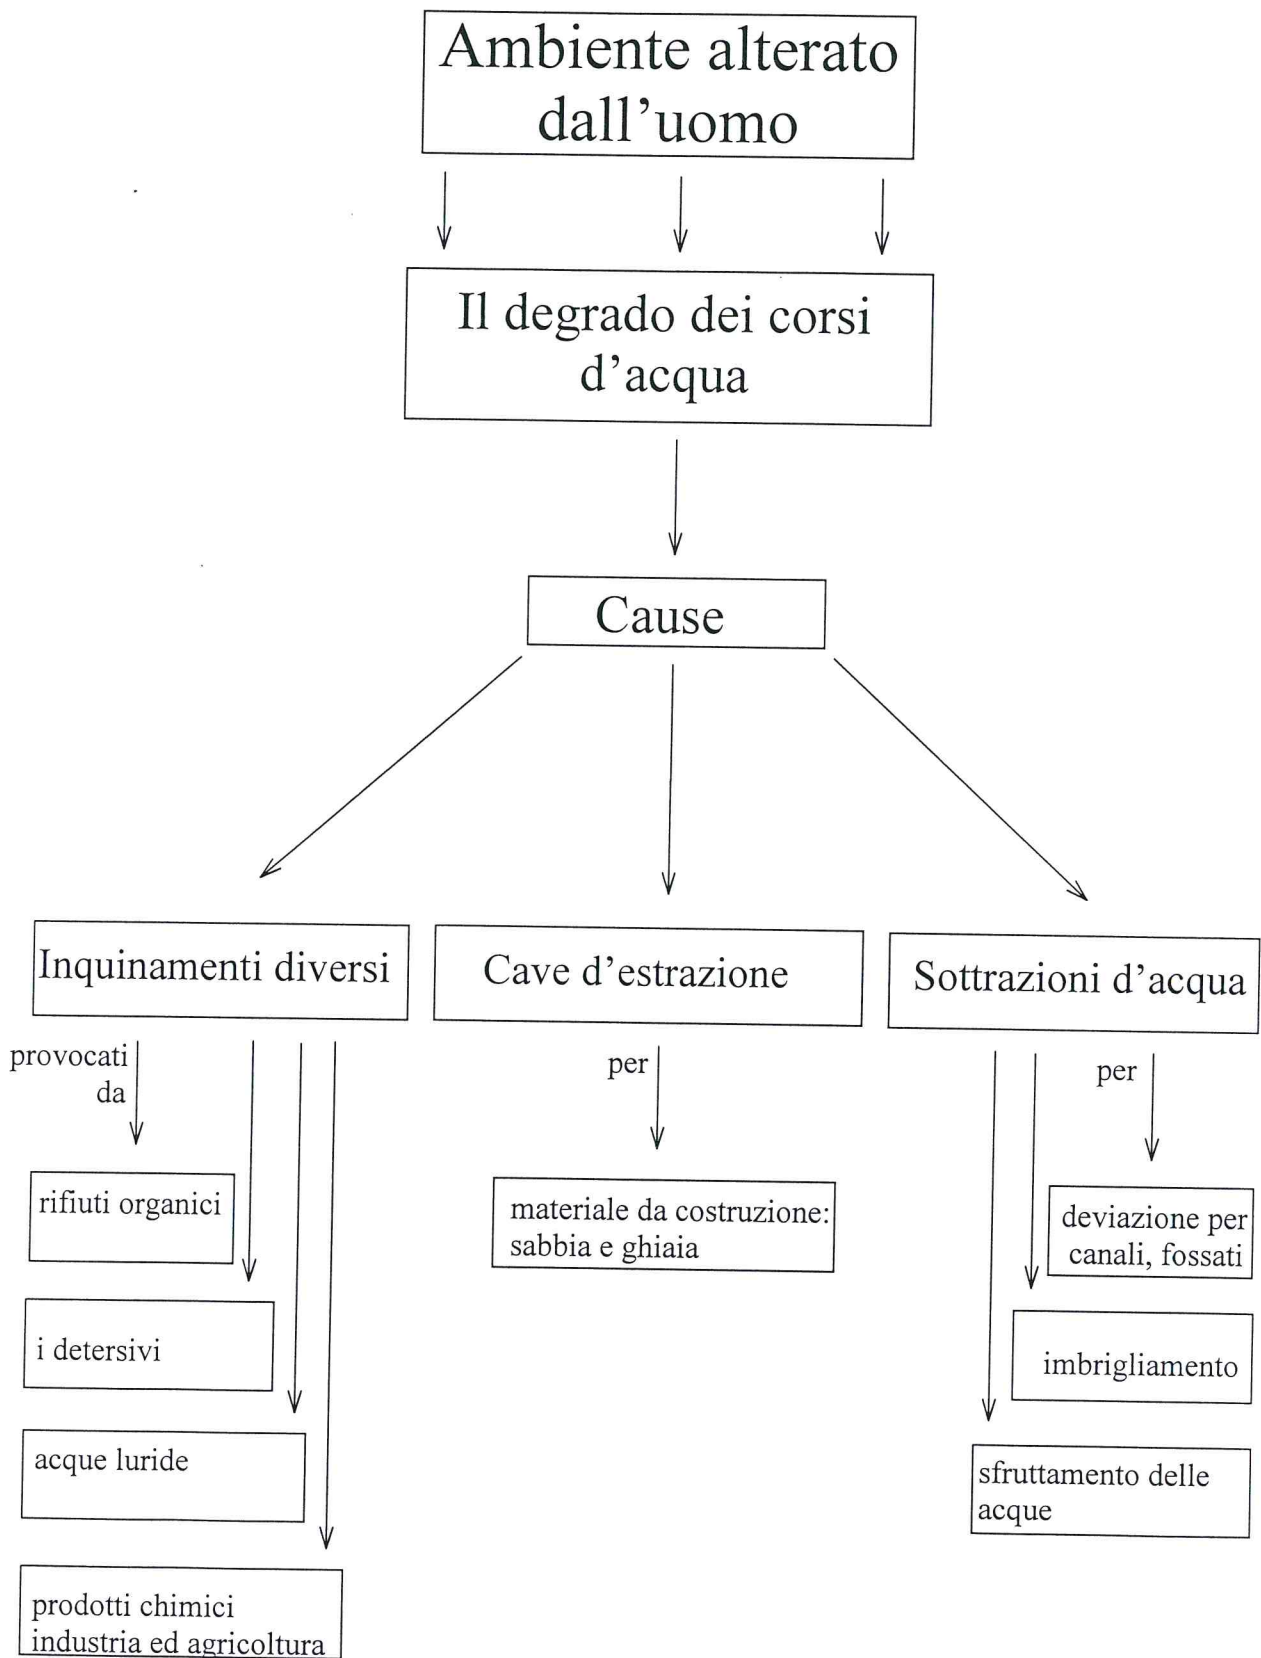 Ambiente alterato
dall'uomo
Il degrado dei corsi
d'acqua
Cause
Inquinamenti diversi
Cave d'estrazione
Sottrazioni d'acqua
provocati
da
per
per
rifiuti organici
materiale da costruzione:
sabbia e ghiaia
deviazione per
canali, fossati
i detersivi
imbrigliamento
acque luride
sfruttamento delle
acque
prodotti chimici
industria ed agricoltura